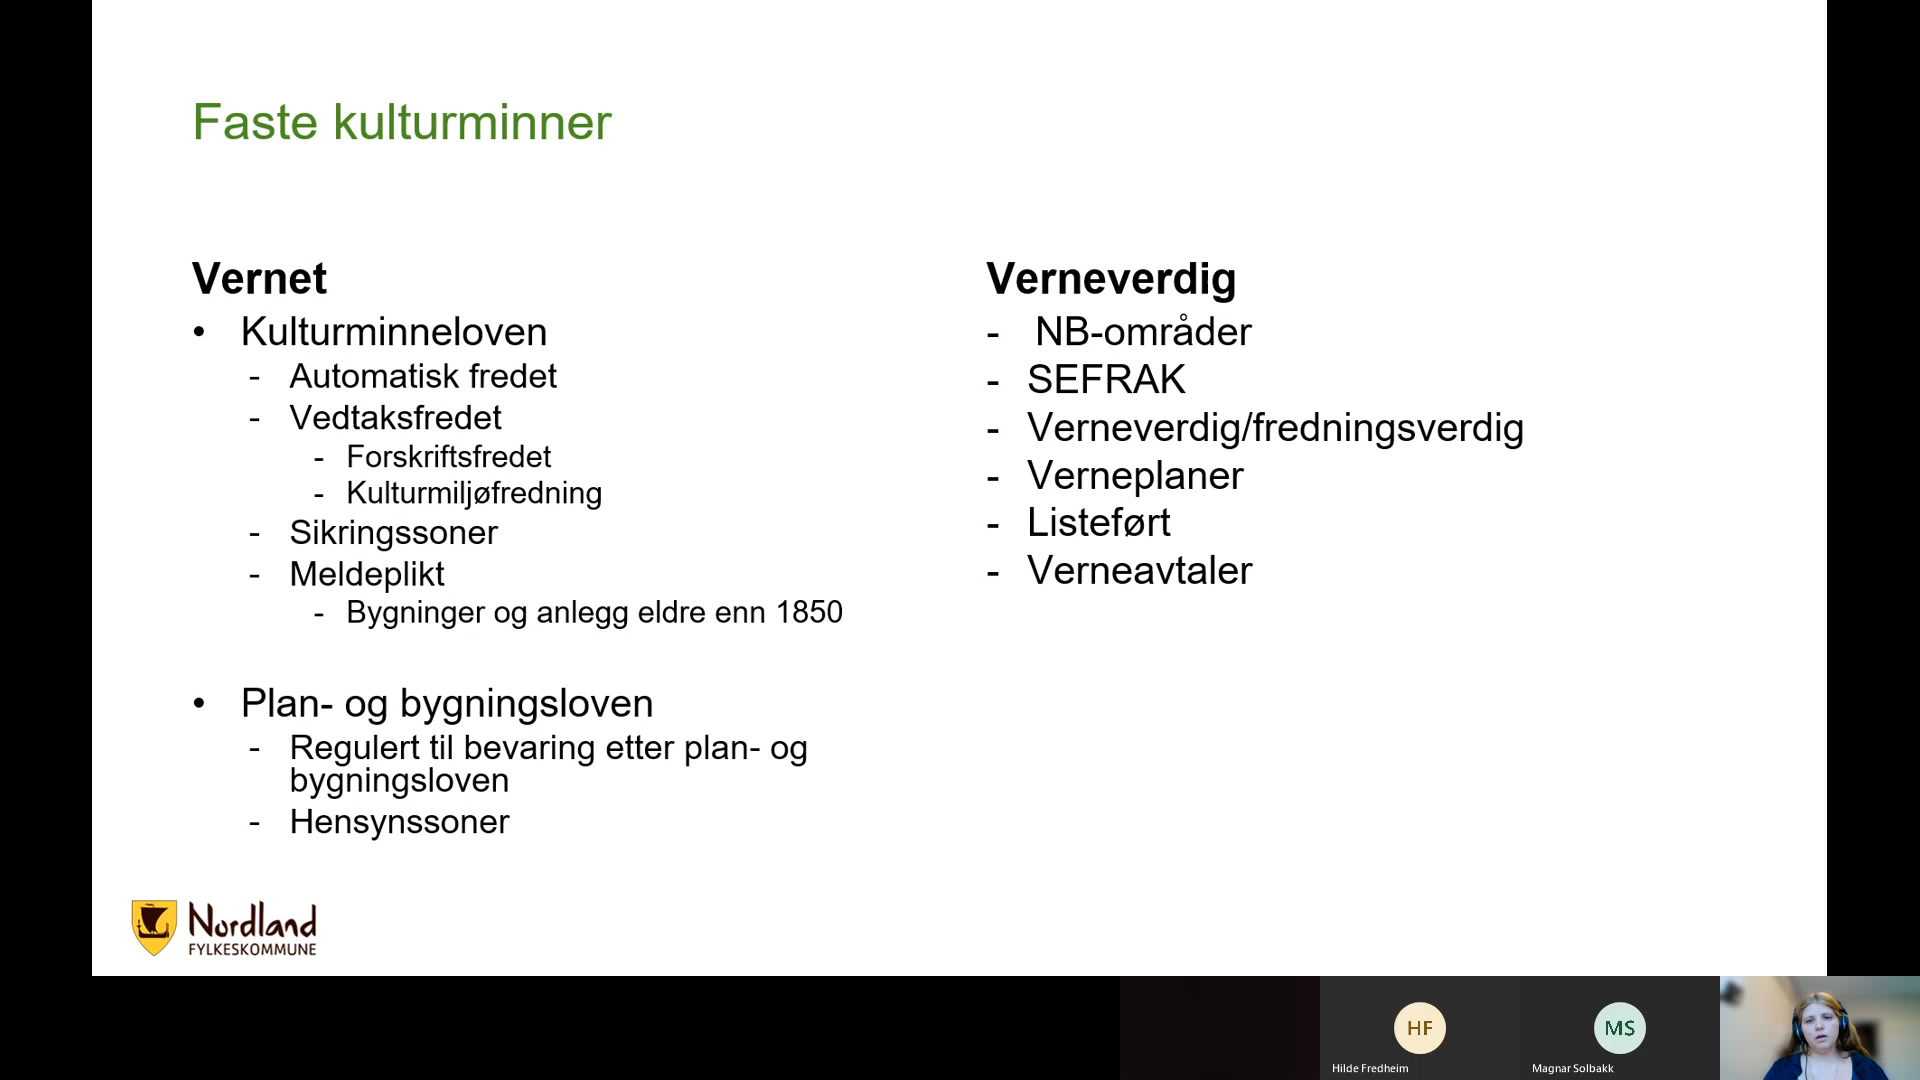 Faste kulturminner
Vernet
• Kulturminneloven
- Automatisk fredet
- Vedtaksfredet
- Forskriftsfredet
- Kulturmiljøfredning
- Sikringssoner
- Meldeplikt
- Bygninger og anlegg eldre enn 1850
• Plan- og bygningsloven
- Regulert til bevaring etter plan- og
bygningsloven
- Hensynssoner
Verneverdig
- NB-områder
- SEFRAK
- Verneverdig/fredningsverdig
- Verneplaner
- Listeført
- Verneavtaler
Nordland
FYLKESKOMMUNE
HF
Hilde Fredheim
MS
Magnar Solbakk